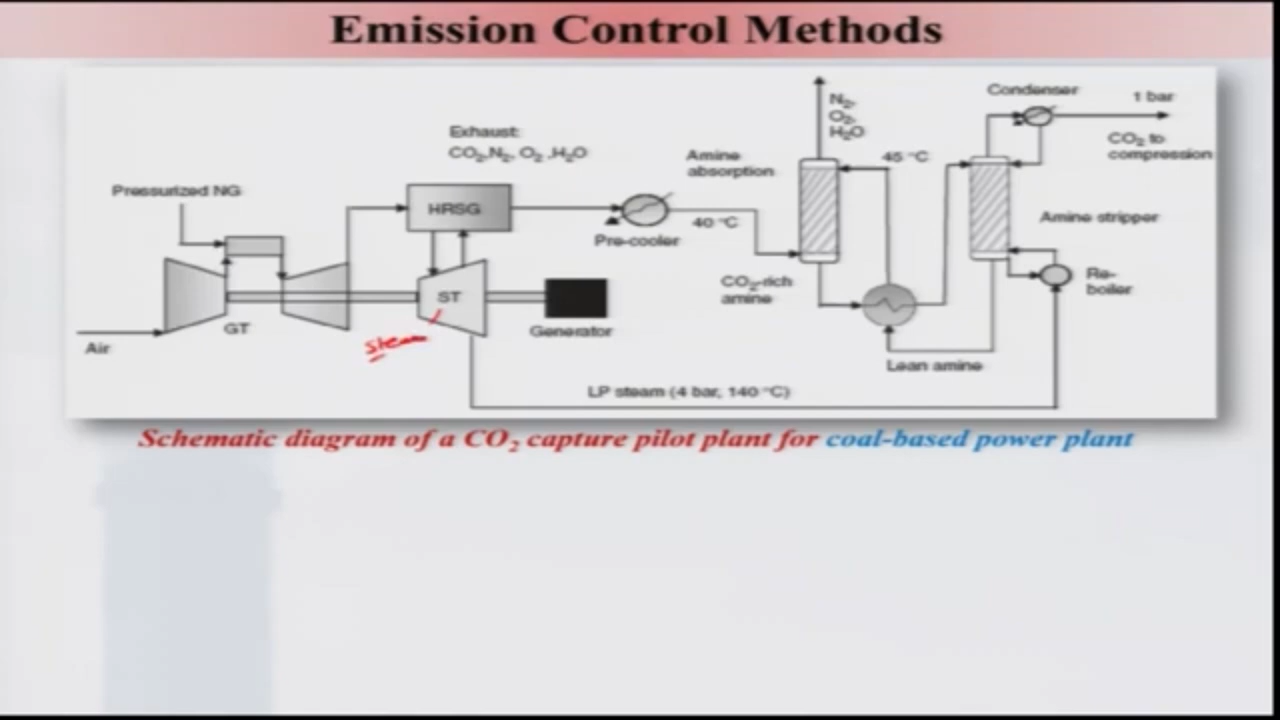 Emission Control Methods
Pressurized NG
Air
GT
Exhaust:
CO₂,N₂, O₂ ,H₂O
HRSG
ST
steam
Generator
Pre-cooler
40 °C
Amine
absorption
N₂,
O₂,
H₂O
45 °C
CO₂-rich
amine
Lean amine
LP steam (4 bar, 140 °C)
Condenser
1 bar
CO₂ to
compression
Amine stripper
Re-
boiler
Schematic diagram of a CO₂ capture pilot plant for coal-based power plant